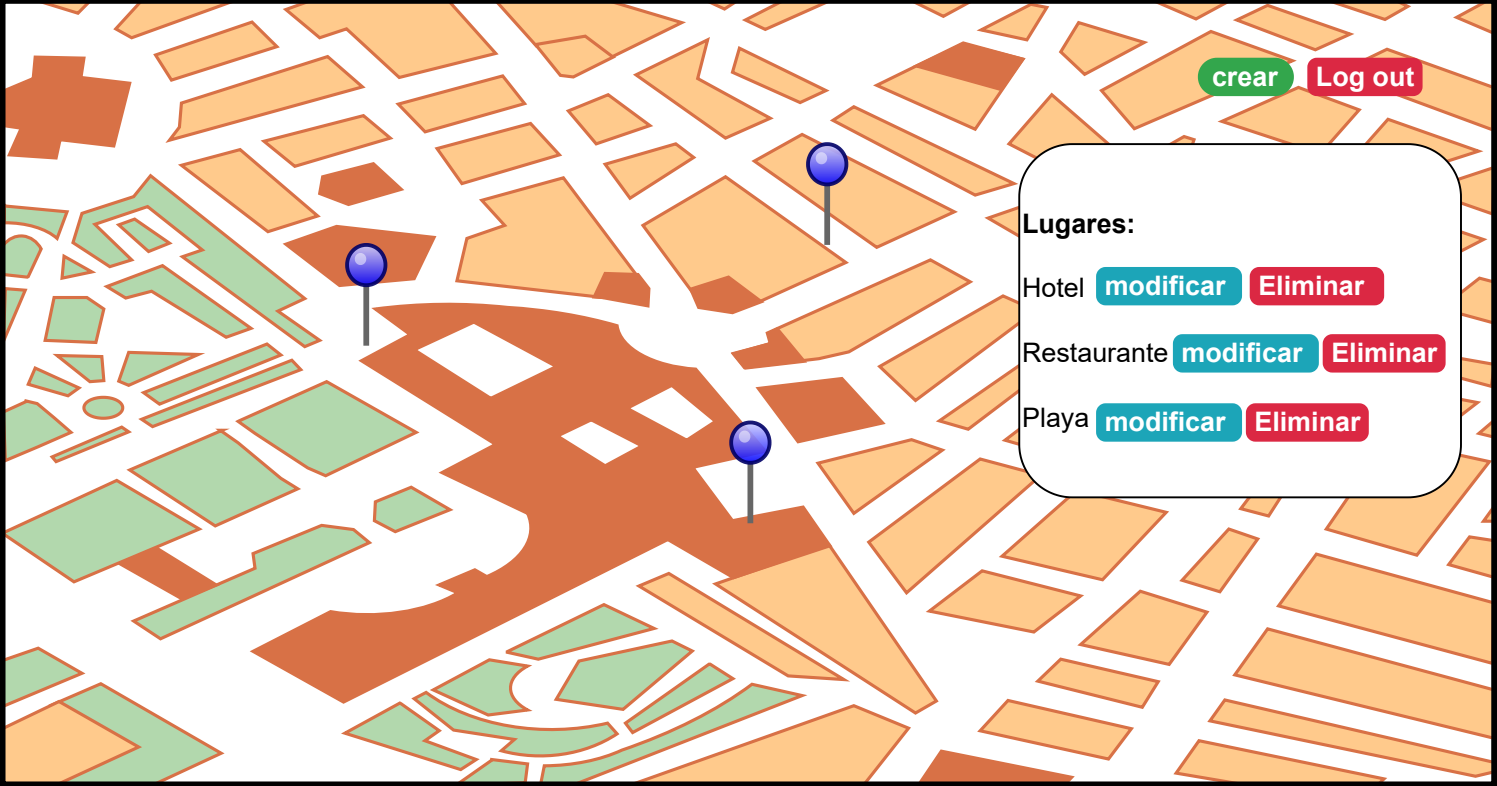 crear Log out
Lugares:
Hotel modificar Eliminar
Restaurante modificar Eliminar
Playa modificar Eliminar